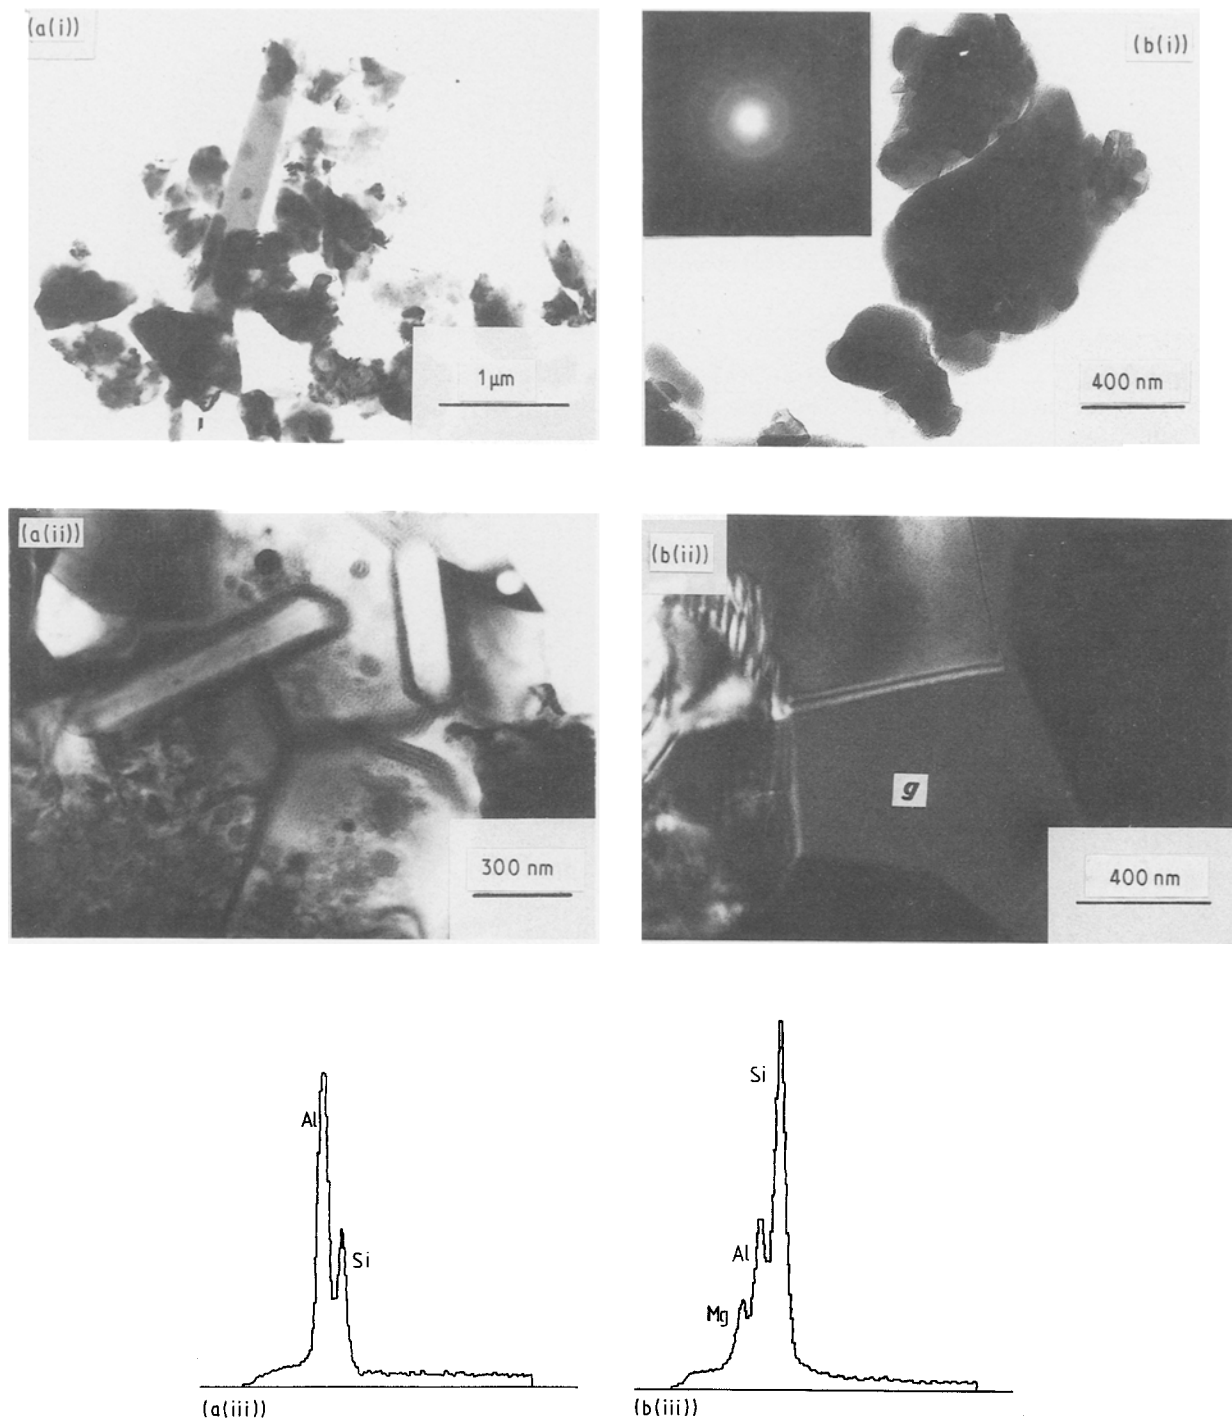 (a(i))
(b(i))
1 μm
400 nm
(a(ii))
(b(ii))
g
300 nm
400 nm
Si
Al
Al
Si
Mg
(a(iii))
(b(iii))